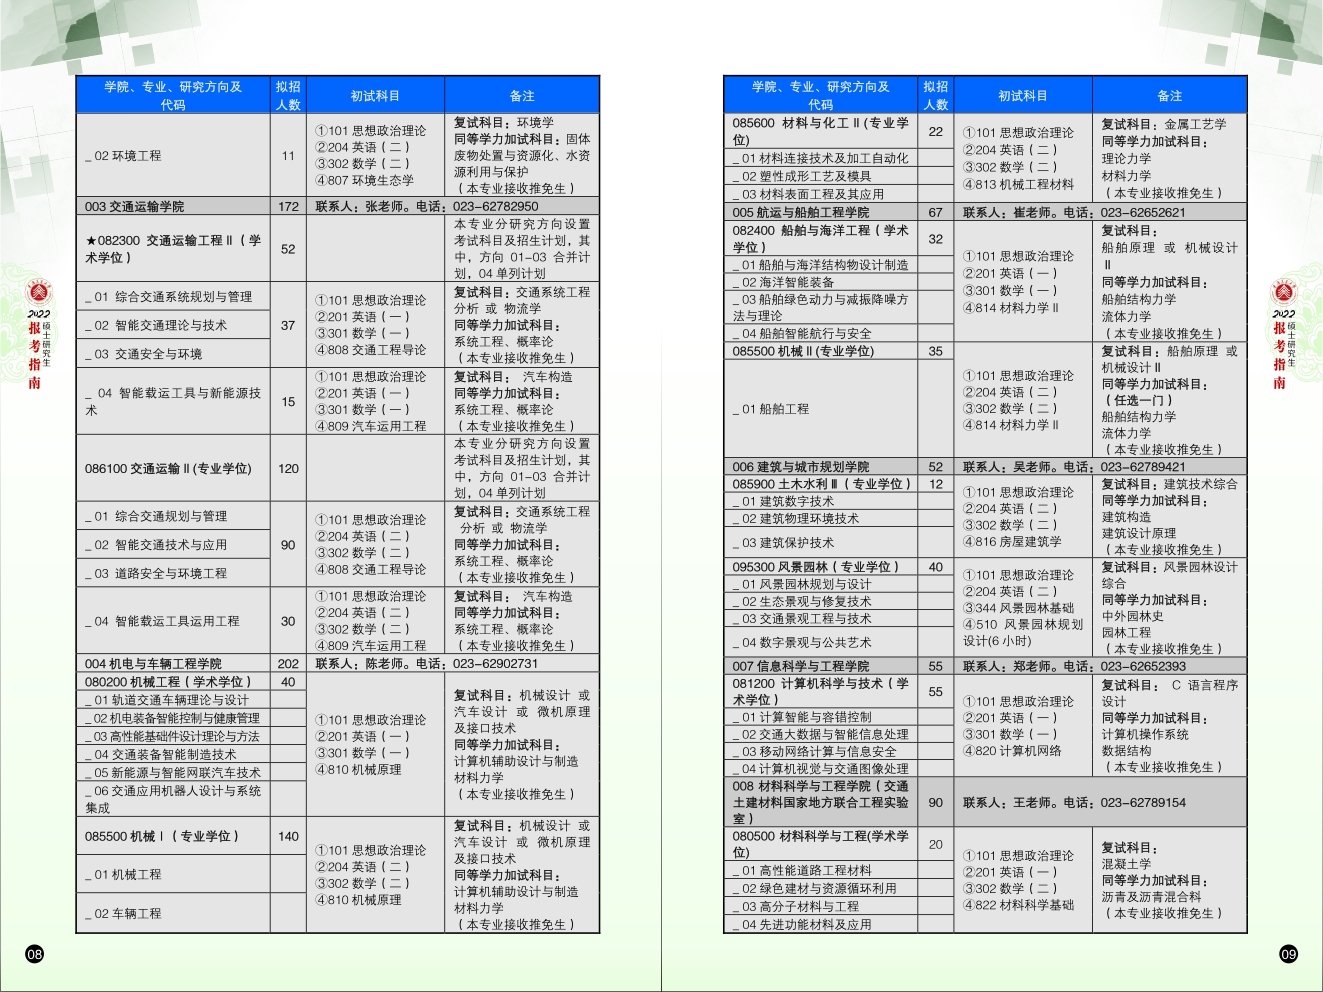 学院、专业、研究方向及
代码
拟招
人数
初试科目
备注
_ 02 环境工程
11
①101 思想政治理论
②204 英语（二）
③302 数学（二）
④807 环境生态学
复试科目：环境学
同等学力加试科目：固体
废物处置与资源化、水资
源利用与保护
（本专业接收推免生）
003 交通运输学院
172
联系人：张老师。电话：023-62782950
★082300 交通运输工程Ⅱ（学
术学位）
52
本专业分研究方向设置
考试科目及招生计划，其
中，方向 01-03 合并计
划，04 单列计划
_ 01 综合交通系统规划与管理
_ 02 智能交通理论与技术
_ 03 交通安全与环境
37
①101 思想政治理论
②201 英语（一）
③301 数学（一）
④808 交通工程导论
复试科目：交通系统工程
分析 或 物流学
同等学力加试科目：
系统工程、概率论
（本专业接收推免生）
_ 04 智能载运工具与新能源技
术
15
①101 思想政治理论
②201 英语（一）
③301 数学（一）
④809 汽车运用工程
复试科目： 汽车构造
同等学力加试科目：
系统工程、概率论
（本专业接收推免生）
086100 交通运输Ⅱ(专业学位)
120
本专业分研究方向设置
考试科目及招生计划，其
中，方向 01-03 合并计
划，04 单列计划
_ 01 综合交通规划与管理
_ 02 智能交通技术与应用
_ 03 道路安全与环境工程
90
①101 思想政治理论
②204 英语（二）
③302 数学（二）
④808 交通工程导论
复试科目：交通系统工程
分析 或 物流学
同等学力加试科目：
系统工程、概率论
（本专业接收推免生）
_ 04 智能载运工具运用工程
30
①101 思想政治理论
②204 英语（二）
③302 数学（二）
④809 汽车运用工程
复试科目： 汽车构造
同等学力加试科目：
系统工程、概率论
（本专业接收推免生）
004 机电与车辆工程学院
202
联系人：陈老师。电话：023-62902731
080200 机械工程（学术学位）
40
_ 01 轨道交通车辆理论与设计
_ 02 机电装备智能控制与健康管理
_ 03 高性能基础件设计理论与方法
_ 04 交通装备智能制造技术
_ 05 新能源与智能网联汽车技术
_ 06 交通应用机器人设计与系统
集成
①101 思想政治理论
②201 英语（一）
③301 数学（一）
④810 机械原理
复试科目：机械设计 或
汽车设计 或 微机原理
及接口技术
同等学力加试科目：
计算机辅助设计与制造
材料力学
（本专业接收推免生）
085500 机械Ⅰ（专业学位）
140
_ 01 机械工程
_ 02 车辆工程
①101 思想政治理论
②204 英语（二）
③302 数学（二）
④810 机械原理
复试科目：机械设计 或
汽车设计 或 微机原理
及接口技术
同等学力加试科目：
计算机辅助设计与制造
材料力学
（本专业接收推免生）
2022
硕士研究生
报考指南
08
学院、专业、研究方向及
代码
拟招
人数
初试科目
备注
085600 材料与化工Ⅱ(专业学
位)
22
_ 01 材料连接技术及加工自动化
_ 02 塑性成形工艺及模具
_ 03 材料表面工程及其应用
①101 思想政治理论
②204 英语（二）
③302 数学（二）
④813 机械工程材料
复试科目：金属工艺学
同等学力加试科目：
理论力学
材料力学
（本专业接收推免生）
005 航运与船舶工程学院
67
联系人：崔老师。电话：023-62652621
082400 船舶与海洋工程（学术
学位）
32
_ 01 船舶与海洋结构物设计制造
_ 02 海洋智能装备
_ 03 船舶绿色动力与减振降噪方
法与理论
_ 04 船舶智能航行与安全
①101 思想政治理论
②201 英语（一）
③301 数学（一）
④814 材料力学Ⅱ
复试科目：
船舶原理 或 机械设计
Ⅱ
同等学力加试科目：
船舶结构力学
流体力学
（本专业接收推免生）
085500 机械Ⅱ(专业学位)
35
_ 01 船舶工程
①101 思想政治理论
②204 英语（二）
③302 数学（二）
④814 材料力学Ⅱ
复试科目：船舶原理 或
机械设计Ⅱ
同等学力加试科目：
（任选一门）
船舶结构力学
流体力学
（本专业接收推免生）
006 建筑与城市规划学院
52
联系人：吴老师。电话：023-62789421
085900 土木水利Ⅲ（专业学位）
12
_ 01 建筑数字技术
_ 02 建筑物理环境技术
_ 03 建筑保护技术
①101 思想政治理论
②204 英语（二）
③302 数学（二）
④816 房屋建筑学
复试科目：建筑技术综合
同等学力加试科目：
建筑构造
建筑设计原理
（本专业接收推免生）
095300 风景园林（专业学位）
40
_ 01 风景园林规划与设计
_ 02 生态景观与修复技术
_ 03 交通景观工程与技术
_ 04 数字景观与公共艺术
①101 思想政治理论
②204 英语（二）
③344 风景园林基础
④510 风景园林规划
设计(6 小时)
复试科目：风景园林设计
综合
同等学力加试科目：
中外园林史
园林工程
（本专业接收推免生）
007 信息科学与工程学院
55
联系人：郑老师。电话：023-62652393
081200 计算机科学与技术（学
术学位）
55
_ 01 计算智能与容错控制
_ 02 交通大数据与智能信息处理
_ 03 移动网络计算与信息安全
_ 04 计算机视觉与交通图像处理
①101 思想政治理论
②201 英语（一）
③301 数学（一）
④820 计算机网络
复试科目： C 语言程序
设计
同等学力加试科目：
计算机操作系统
数据结构
（本专业接收推免生）
008 材料科学与工程学院（交通
土建材料国家地方联合工程实验
室）
90
联系人：王老师。电话：023-62789154
080500 材料科学与工程(学术学
位)
20
_ 01 高性能道路工程材料
_ 02 绿色建材与资源循环利用
_ 03 高分子材料与工程
_ 04 先进功能材料及应用
①101 思想政治理论
②201 英语（一）
③302 数学（二）
④822 材料科学基础
复试科目：
混凝土学
同等学力加试科目：
沥青及沥青混合料
（本专业接收推免生）
2022
硕士研究生
报考指南
09